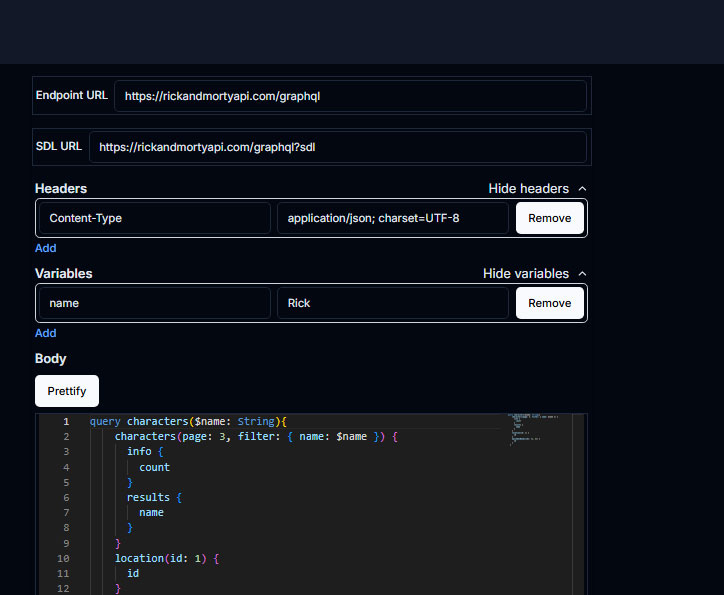 Endpoint URL https://rickandmortyapi.com/graphql
SDL URL https://rickandmortyapi.com/graphql?sdl
Headers Hide headers
Content-Type application/json; charset=UTF-8 Remove
Add
Variables Hide variables
name Rick Remove
Add
Body
Prettify
1 query characters($name: String){
2 characters(page: 3, filter: { name: $name }) {
3 info {
4 count
5 }
6 results {
7 name
8 }
9 }
10 location(id: 1) {
11 id
12 }